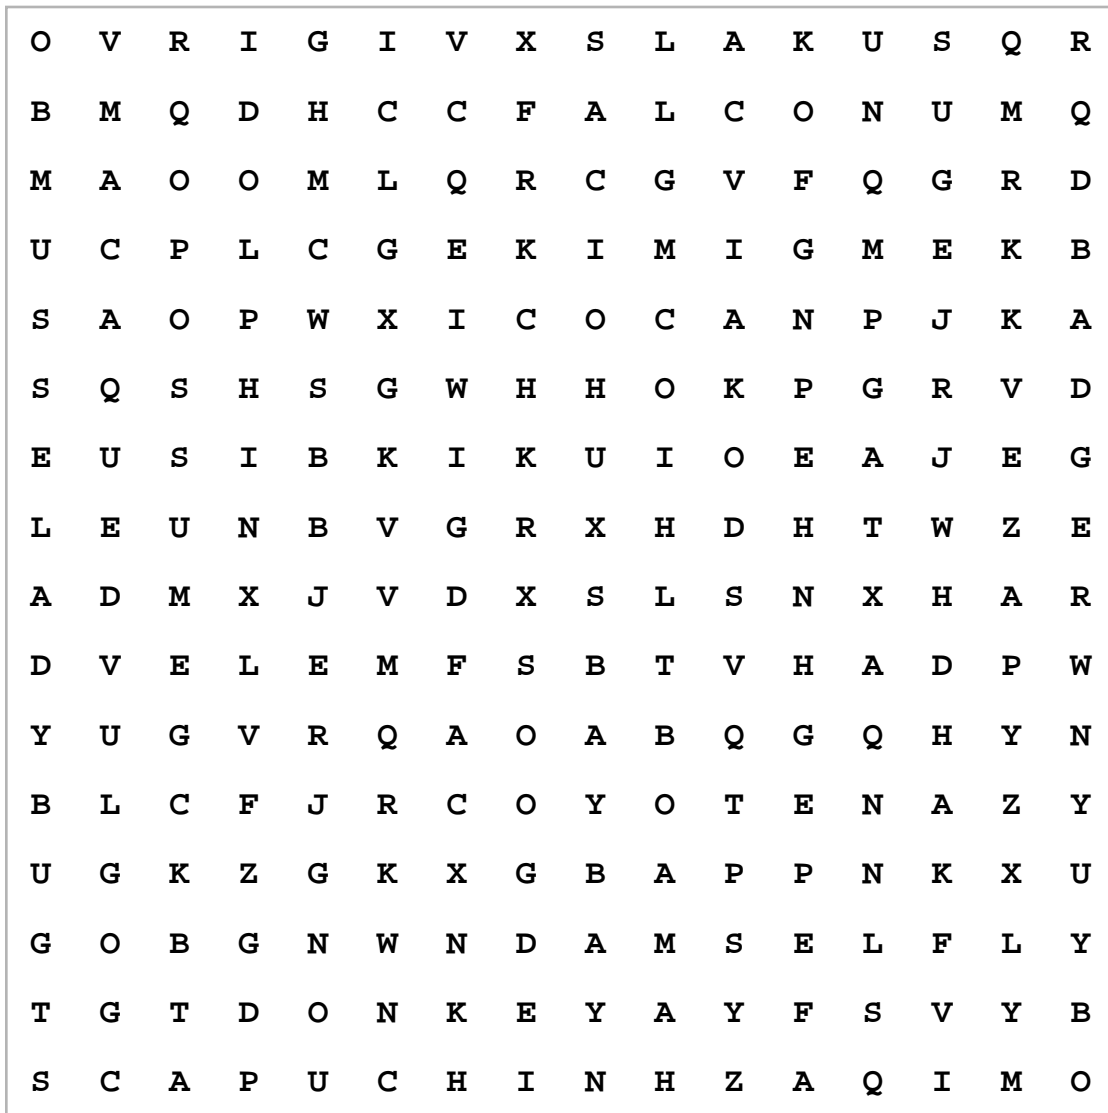 O V R I G I V X S L A K U S Q R
B M Q D H C C F A L C O N U M Q
M A O O M L Q R C G V F Q G R D
U C P L C G E K I M I G M E K B
S A O P W X I C O C A N P J K A
S Q S H S G W H H O K P G R V D
E U S I B K I K U I O E A J E G
L E U N B V G R X H D H T W Z E
A D M X J V D X S L S N X H A R
D V E L E M F S B T V H A D P W
Y U G V R Q A O A B Q G Q H Y N
B L C F J R C O Y O T E N A Z Y
U G K Z G K X G B A P P N K X U
G O B G N W N D A M S E L F L Y
T G T D O N K E Y A Y F S V Y B
S C A P U C H I N H Z A Q I M O